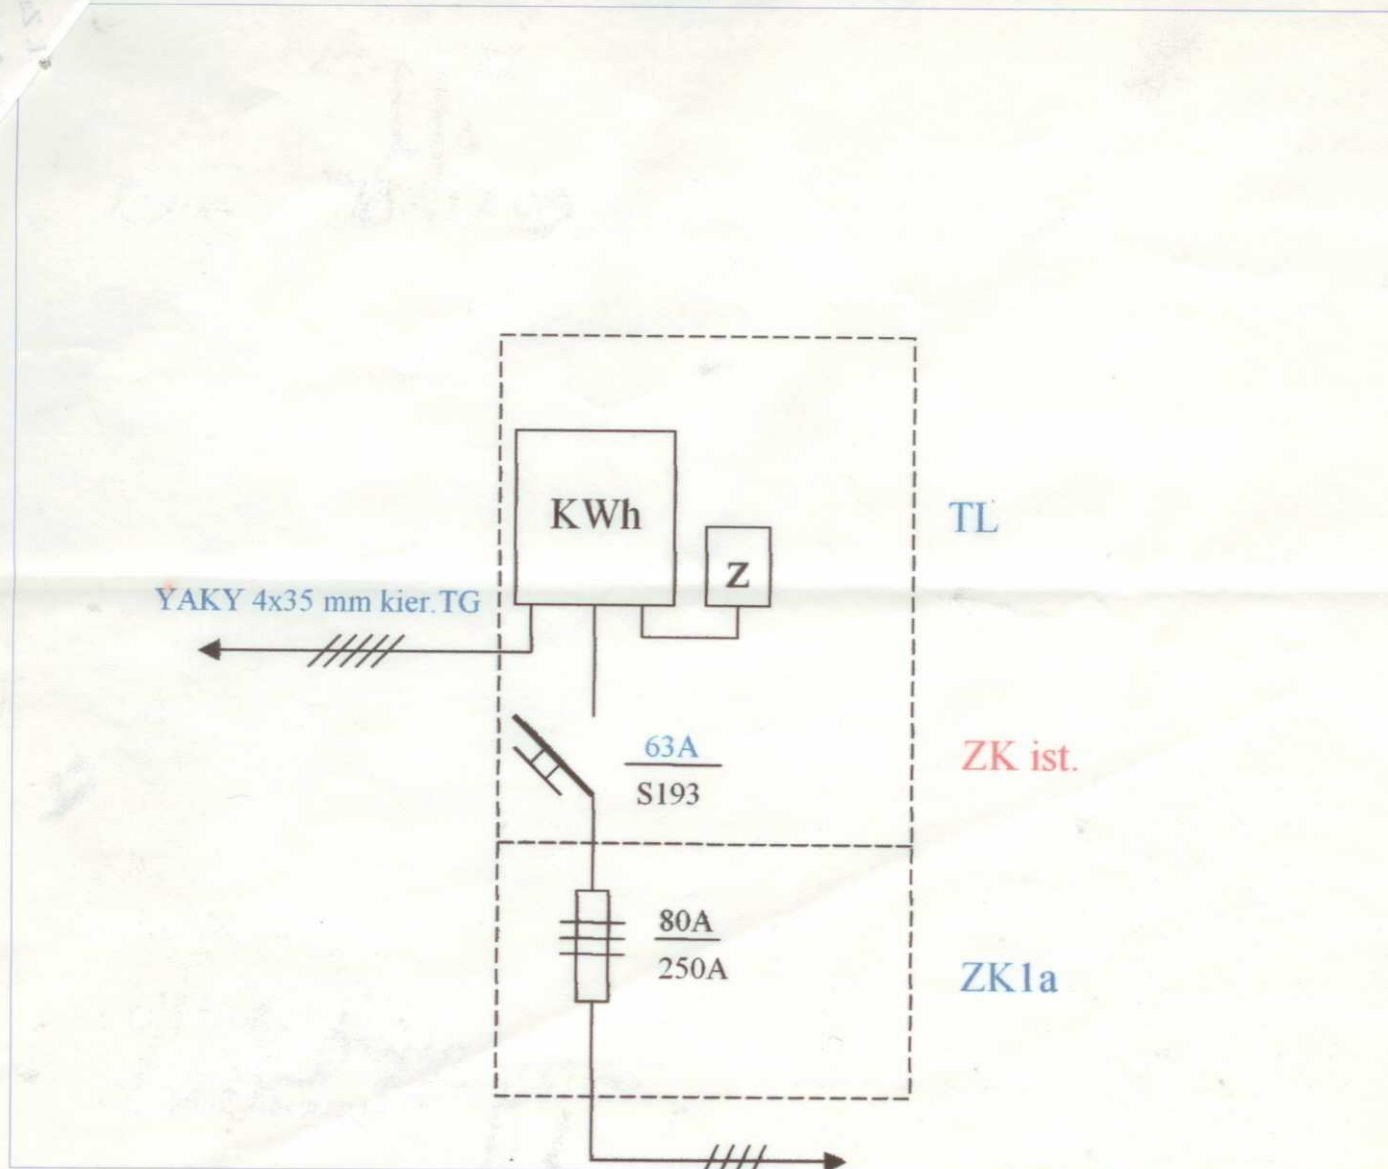 KWh
TL
Z
YAKY 4x35 mm kier.TG
63A
S193
ZK ist.
80A
250A
ZK1a